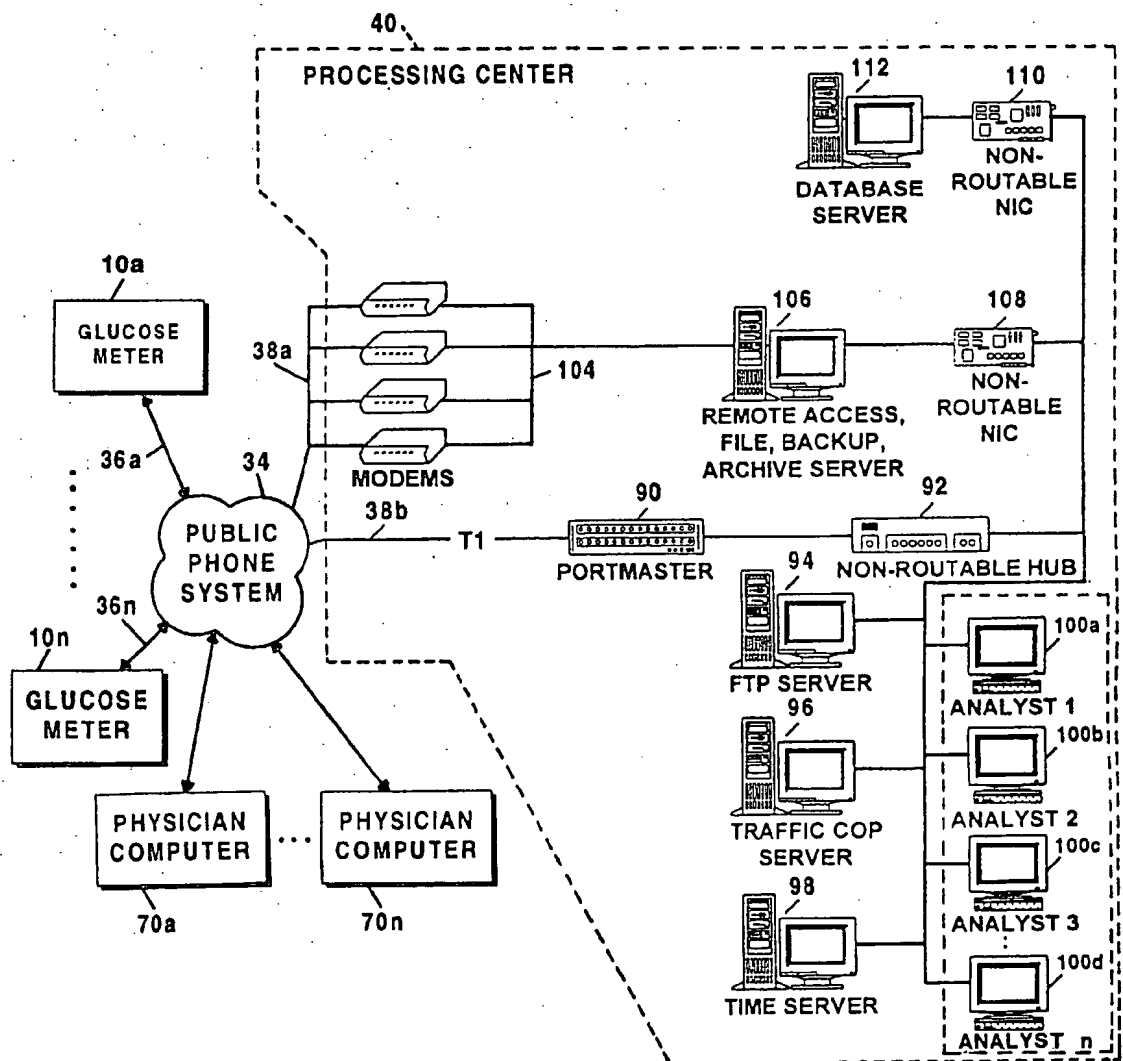 40
PROCESSING CENTER
112
110
DATABASE
SERVER
NON-
ROUTABLE
NIC
10a
GLUCOSE
METER
38a
104
106
108
REMOTE ACCESS,
FILE, BACKUP,
ARCHIVE SERVER
NON-
ROUTABLE
NIC
36a
34
MODEMS
PUBLIC
PHONE
SYSTEM
38b
T1
90
PORTMASTER
92
NON-ROUTABLE HUB
36n
10n
GLUCOSE
METER
94
FTP SERVER
100a
ANALYST 1
96
TRAFFIC COP
SERVER
100b
ANALYST 2
PHYSICIAN
COMPUTER
...
PHYSICIAN
COMPUTER
70a
70n
100c
ANALYST 3
98
TIME SERVER
100d
ANALYST n